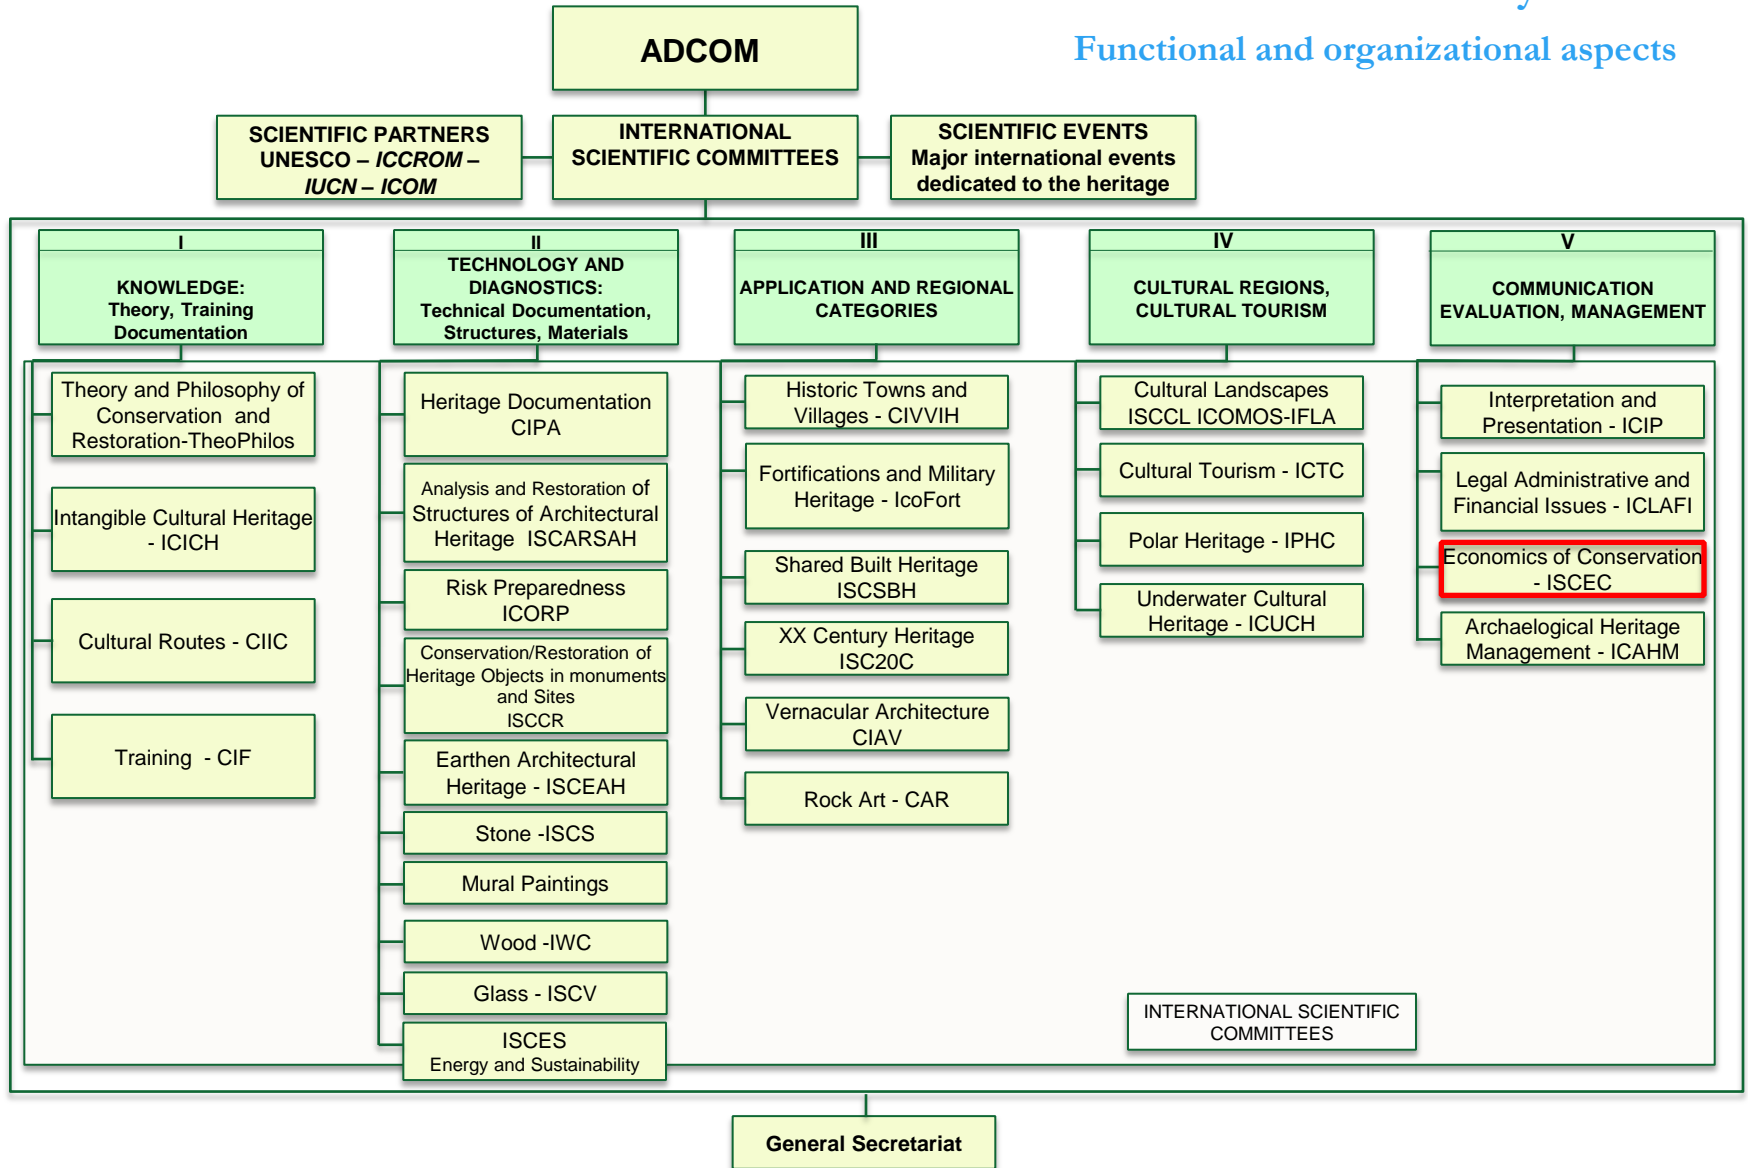 Functional and organizational aspects
ADCOM
SCIENTIFIC PARTNERS
UNESCO – ICCROM –
IUCN – ICOM
INTERNATIONAL
SCIENTIFIC COMMITTEES
SCIENTIFIC EVENTS
Major international events
dedicated to the heritage
I
KNOWLEDGE:
Theory, Training
Documentation
II
TECHNOLOGY AND
DIAGNOSTICS:
Technical Documentation,
Structures, Materials
III
APPLICATION AND REGIONAL
CATEGORIES
IV
CULTURAL REGIONS,
CULTURAL TOURISM
V
COMMUNICATION
EVALUATION, MANAGEMENT
Theory and Philosophy of
Conservation and
Restoration-TheoPhilos
Intangible Cultural Heritage
- ICICH
Cultural Routes - CIIC
Training - CIF
Heritage Documentation
CIPA
Analysis and Restoration of
Structures of Architectural
Heritage ISCARSAH
Risk Preparedness
ICORP
Conservation/Restoration of
Heritage Objects in monuments
and Sites
ISCCR
Earthen Architectural
Heritage - ISCEAH
Stone -ISCS
Mural Paintings
Wood -IWC
Glass - ISCV
ISCES
Energy and Sustainability
Historic Towns and
Villages - CIVVIH
Fortifications and Military
Heritage - IcoFort
Shared Built Heritage
ISCSBH
XX Century Heritage
ISC20C
Vernacular Architecture
CIAV
Rock Art - CAR
Cultural Landscapes
ISCCL ICOMOS-IFLA
Cultural Tourism - ICTC
Polar Heritage - IPHC
Underwater Cultural
Heritage - ICUCH
Interpretation and
Presentation - ICIP
Legal Administrative and
Financial Issues - ICLAFI
Economics of Conservation
- ISCEC
Archaelogical Heritage
Management - ICAHM
INTERNATIONAL SCIENTIFIC
COMMITTEES
General Secretariat